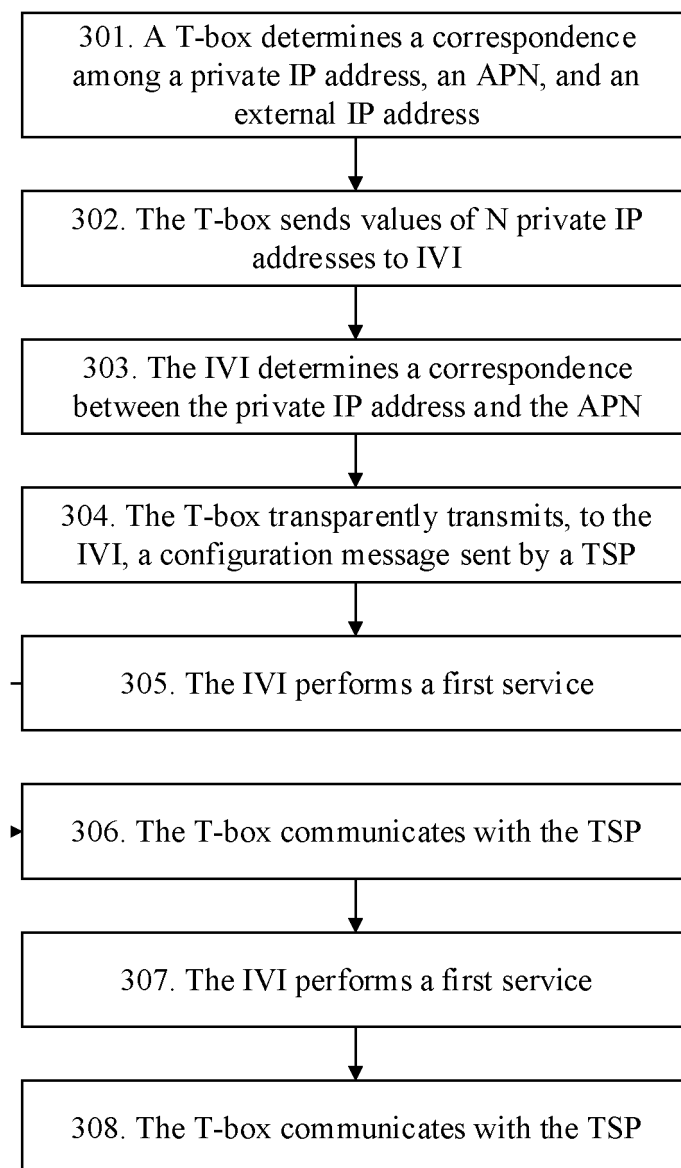 301. A T-box determines a correspondence
among a private IP address, an APN, and an
external IP address
302. The T-box sends values of N private IP
addresses to IVI
303. The IVI determines a correspondence
between the private IP address and the APN
304. The T-box transparently transmits, to the
IVI, a configuration message sent by a TSP
305. The IVI performs a first service
306. The T-box communicates with the TSP
307. The IVI performs a first service
308. The T-box communicates with the TSP